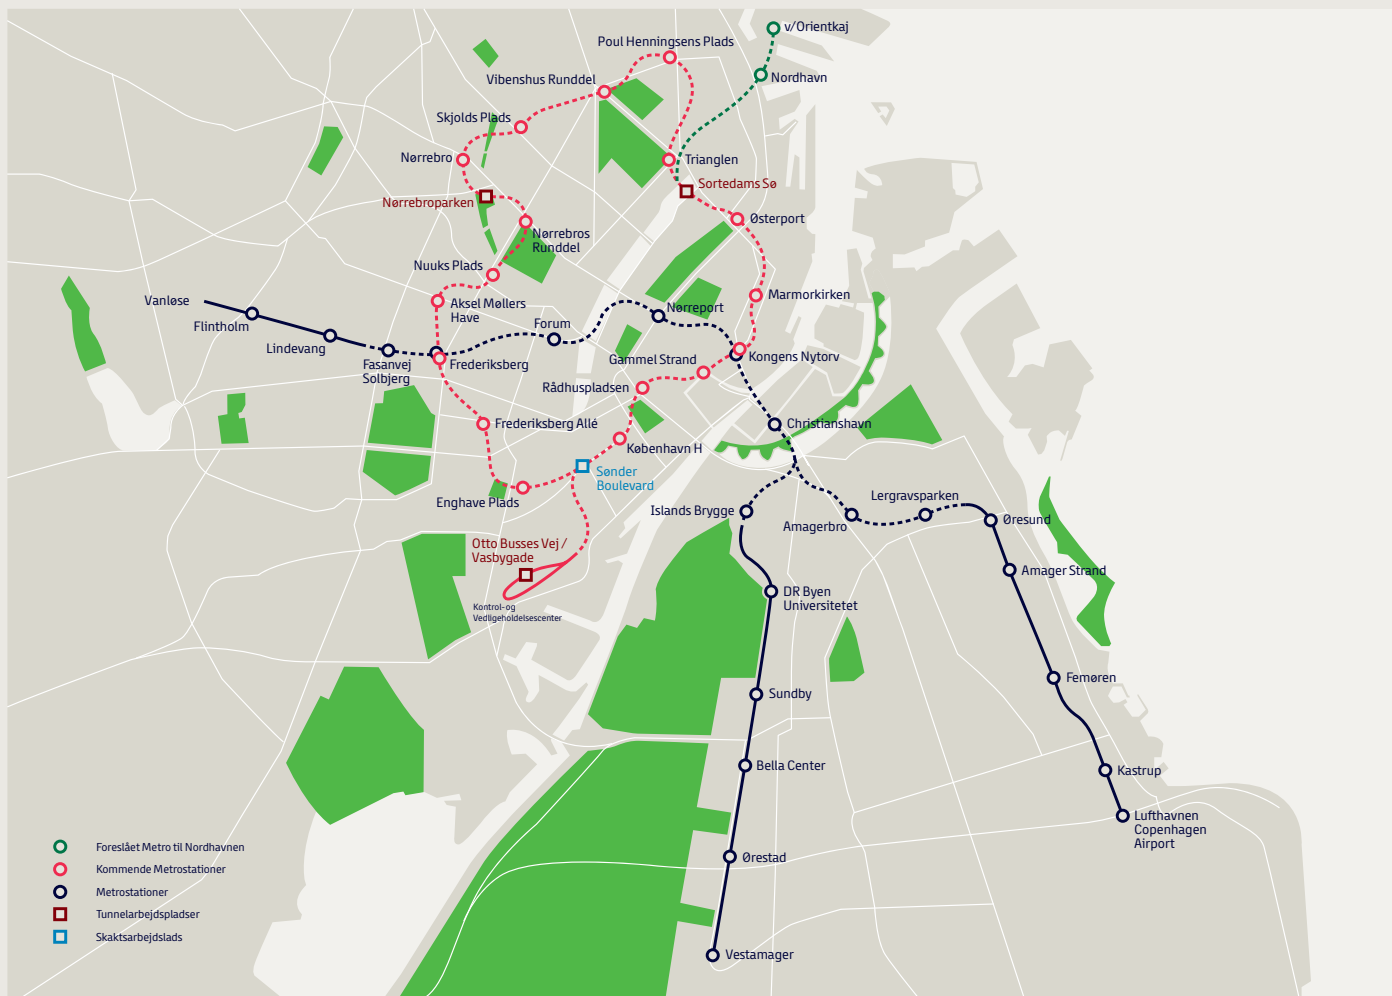 v/Orientkaj
Poul Henningsens Plads
Nordhavn
Vibenshus Runddel
Skjolds Plads
Nørrebro
Trianglen
Sortedams Sø
Nørrebroparken
Østerport
Nørrebros
Runddel
Nuuks Plads
Marmorkirken
Vanløse
Aksel Møllers
Have
Nørreport
Flintholm
Forum
Lindevang
Kongens Nytorv
Gammel Strand
Fasanvej
Solbjerg
Frederiksberg
Rådhuspladsen
Frederiksberg Allé
Christianshavn
København H
Sønder
Boulevard
Enghave Plads
Islands Brygge
Lergravsparken
Amagerbro
Øresund
Otto Busses Vej /
Vasbygade
Amager Strand
DR Byen
Universitetet
Kontrol-og
Vedligeholdelsescenter
Femøren
Sundby
Bella Center
Kastrup
Lufthavnen
Copenhagen
Airport
Ørestad
Vestamager
Foreslået Metro til Nordhavnen
Kommende Metrostationer
Metrostationer
Tunnelarbejdspladser
Skaktsarbejdslads